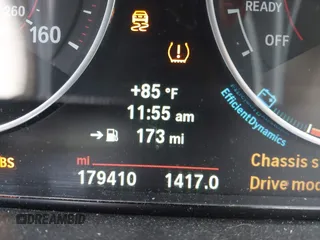 260
160
READY
OFF
+85 °F
11:55 am
173 mi
EfficientDynamics
BS
mi
179410 1417.0
Chassis s
Drive mod
DREAMBID